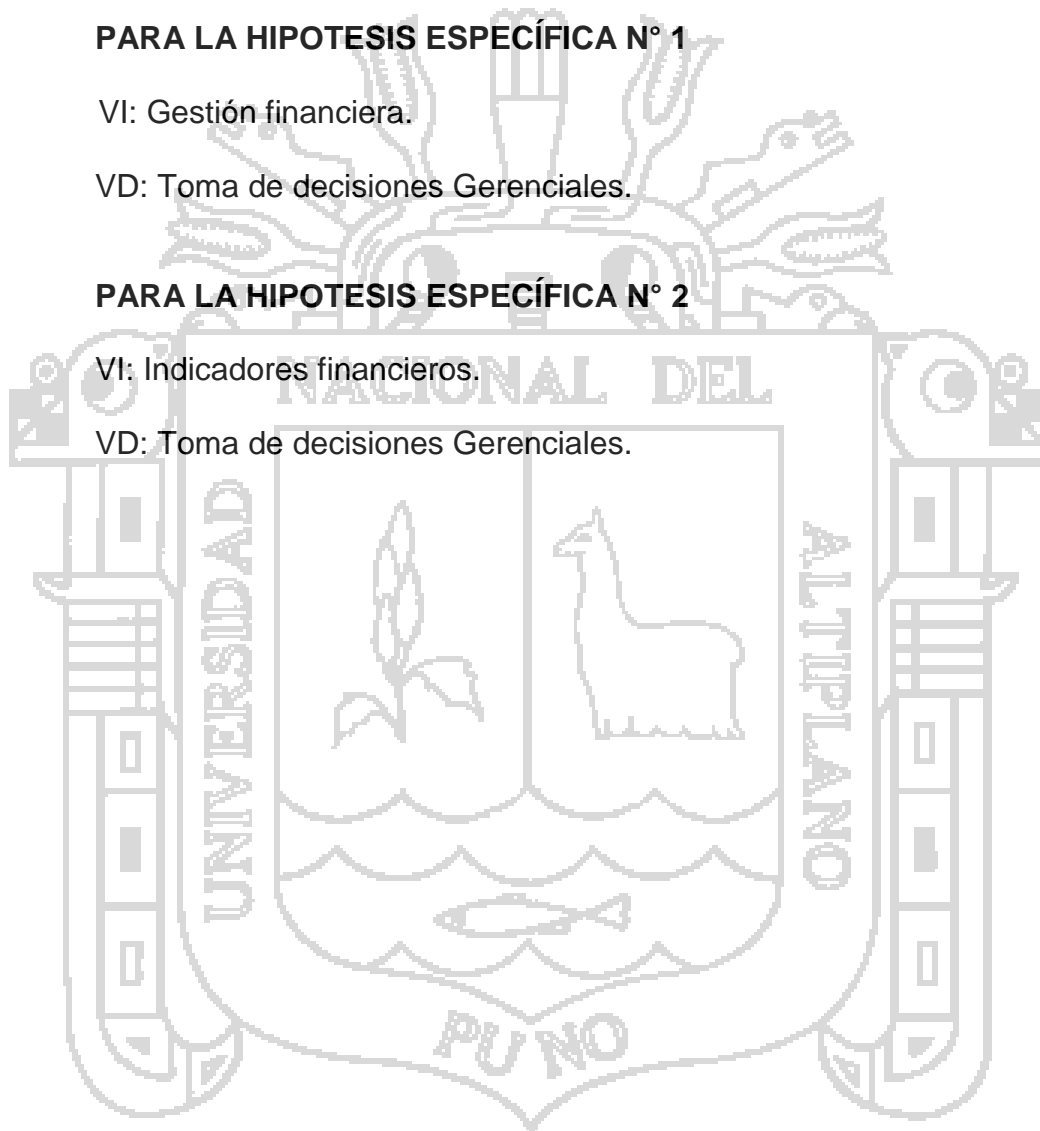 PARA LA HIPOTESIS ESPECÍFICA N° 1
VI: Gestión financiera.
VD: Toma de decisiones Gerenciales.
PARA LA HIPOTESIS ESPECÍFICA N° 2
VI: Indicadores financieros.
VD: Toma de decisiones Gerenciales.
NACIONAL DEL
UNIVERSIDAD
ALTIPLANO
PUNO